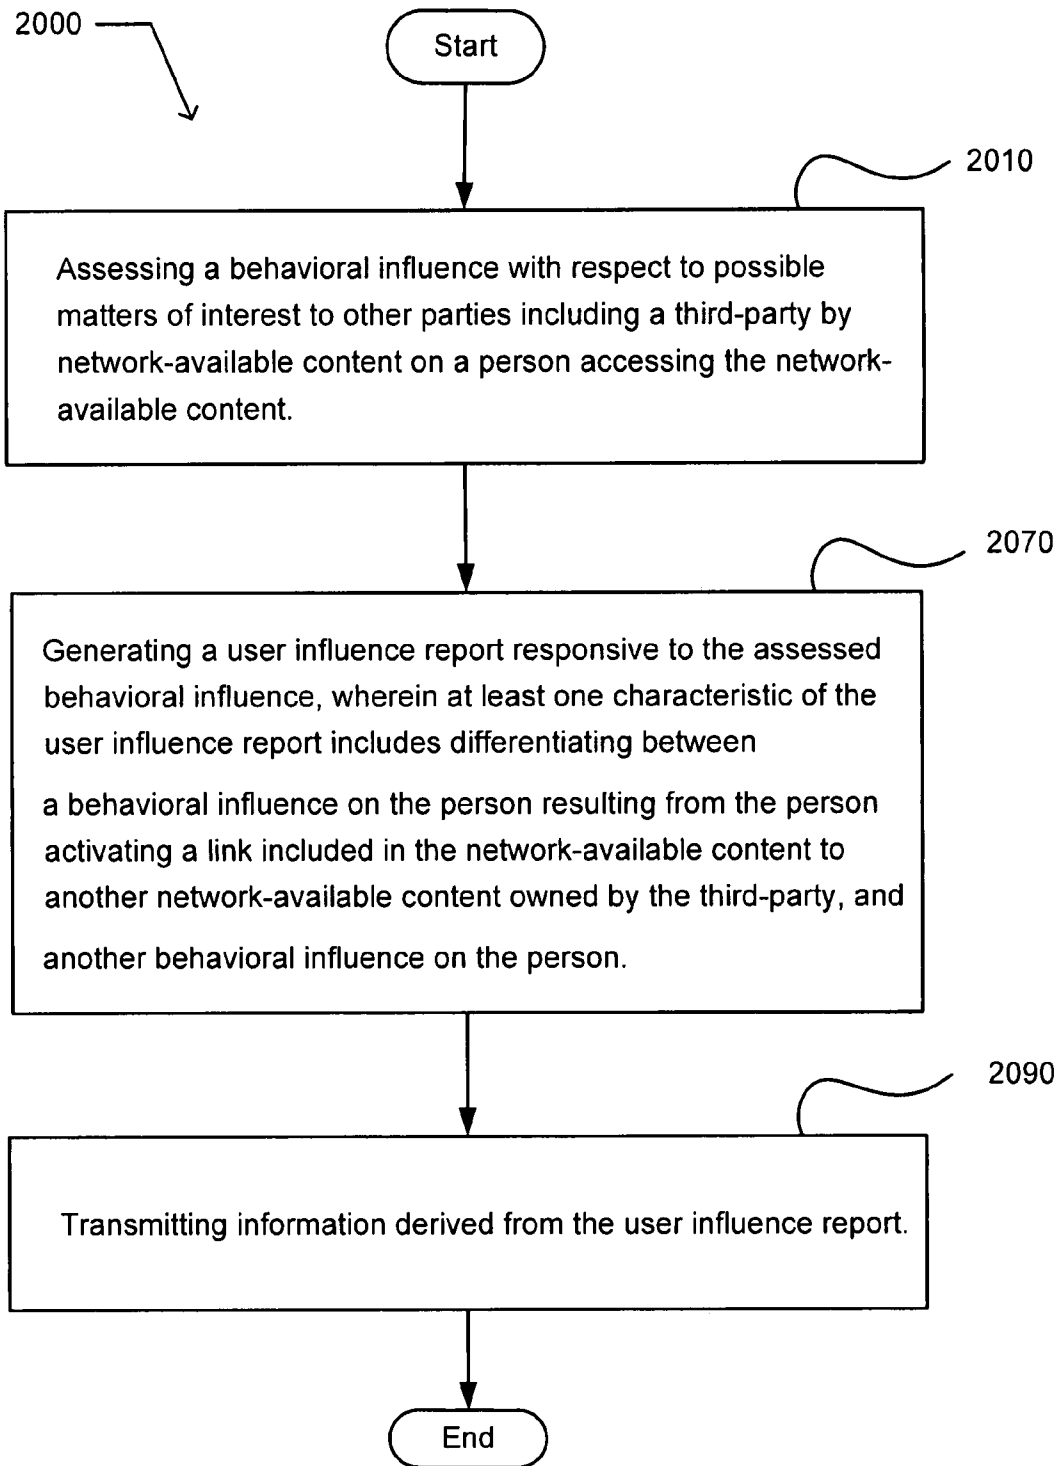 2000
Start
2010
Assessing a behavioral influence with respect to possible
matters of interest to other parties including a third-party by
network-available content on a person accessing the network-
available content.
2070
Generating a user influence report responsive to the assessed
behavioral influence, wherein at least one characteristic of the
user influence report includes differentiating between
a behavioral influence on the person resulting from the person
activating a link included in the network-available content to
another network-available content owned by the third-party, and
another behavioral influence on the person.
2090
Transmitting information derived from the user influence report.
End